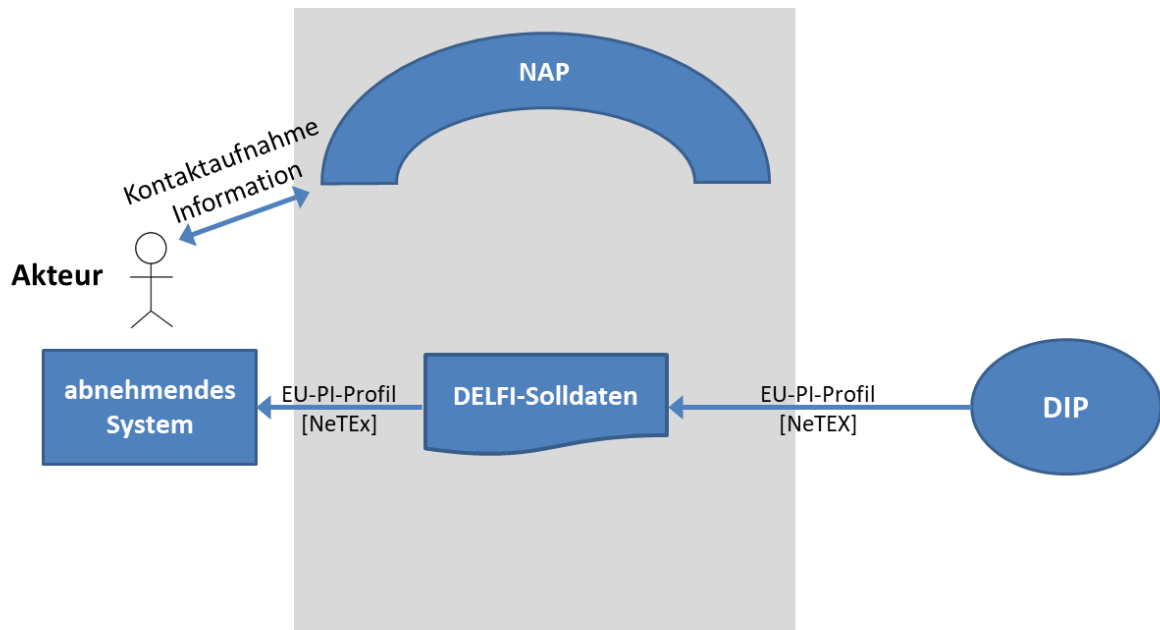 NAP
Kontaktaufnahme
Information
Akteur
abnehmendes
System
EU-PI-Profil
[NeTEx]
DELFI-Solldaten
EU-PI-Profil
[NeTEX]
DIP